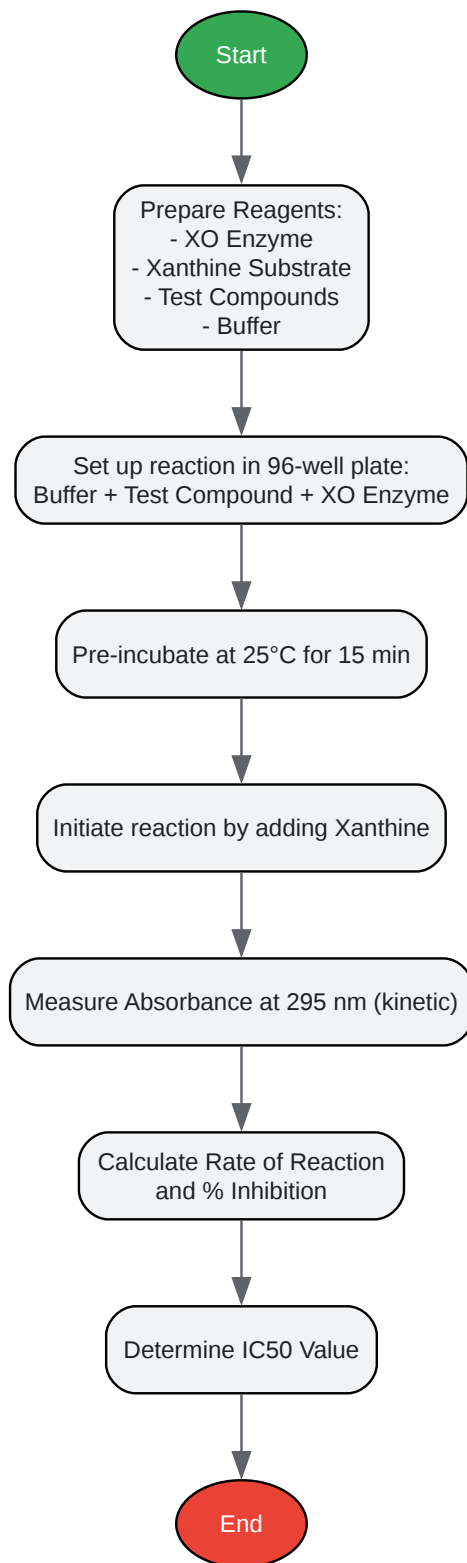 Start
Prepare Reagents:
- XO Enzyme
- Xanthine Substrate
- Test Compounds
- Buffer
Set up reaction in 96-well plate:
Buffer + Test Compound + XO Enzyme
Pre-incubate at 25°C for 15 min
Initiate reaction by adding Xanthine
Measure Absorbance at 295 nm (kinetic)
Calculate Rate of Reaction
and % Inhibition
Determine IC50 Value
End